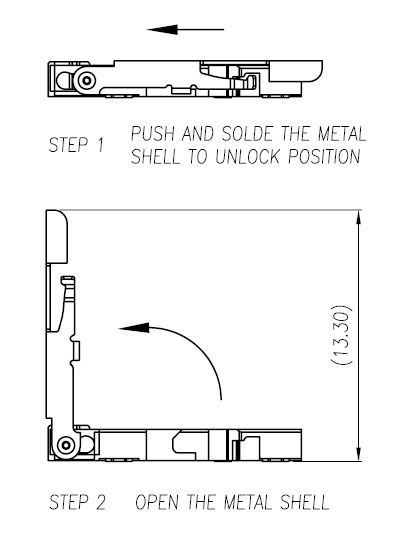 STEP 1
PUSH AND SOLDE THE METAL
SHELL TO UNLOCK POSITION
(13.30)
STEP 2
OPEN THE METAL SHELL